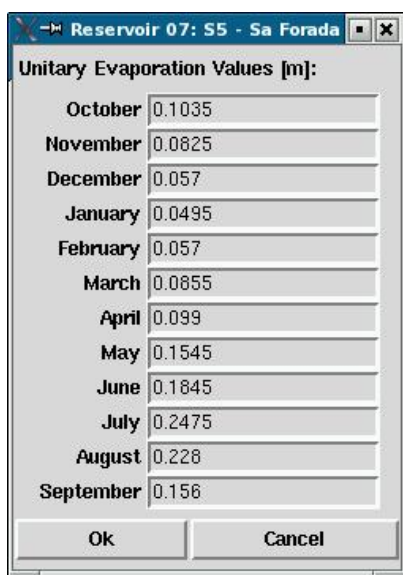 Reservoir 07: S5 - Sa Forada
Unitary Evaporation Values [m]:
October 0.1035
November 0.0825
December 0.057
January 0.0495
February 0.057
March 0.0855
April 0.099
May 0.1545
June 0.1845
July 0.2475
August 0.228
September 0.156
Ok Cancel